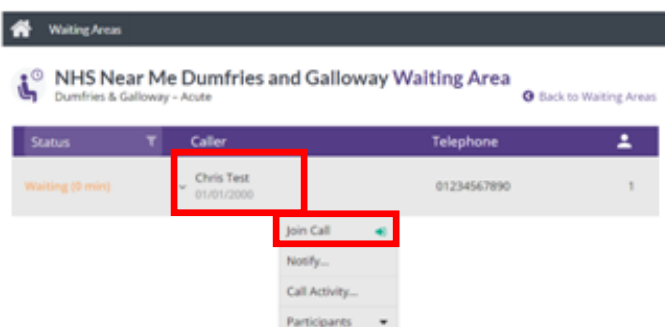 Waiting Areas
NHS Near Me Dumfries and Galloway Waiting Area
Dumfries & Galloway – Acute
Back to Waiting Areas
Status Caller Telephone
Waiting (0 min) Chris Test 01234567890 1
01/01/2000
Join Call
Notify...
Call Activity...
Participants